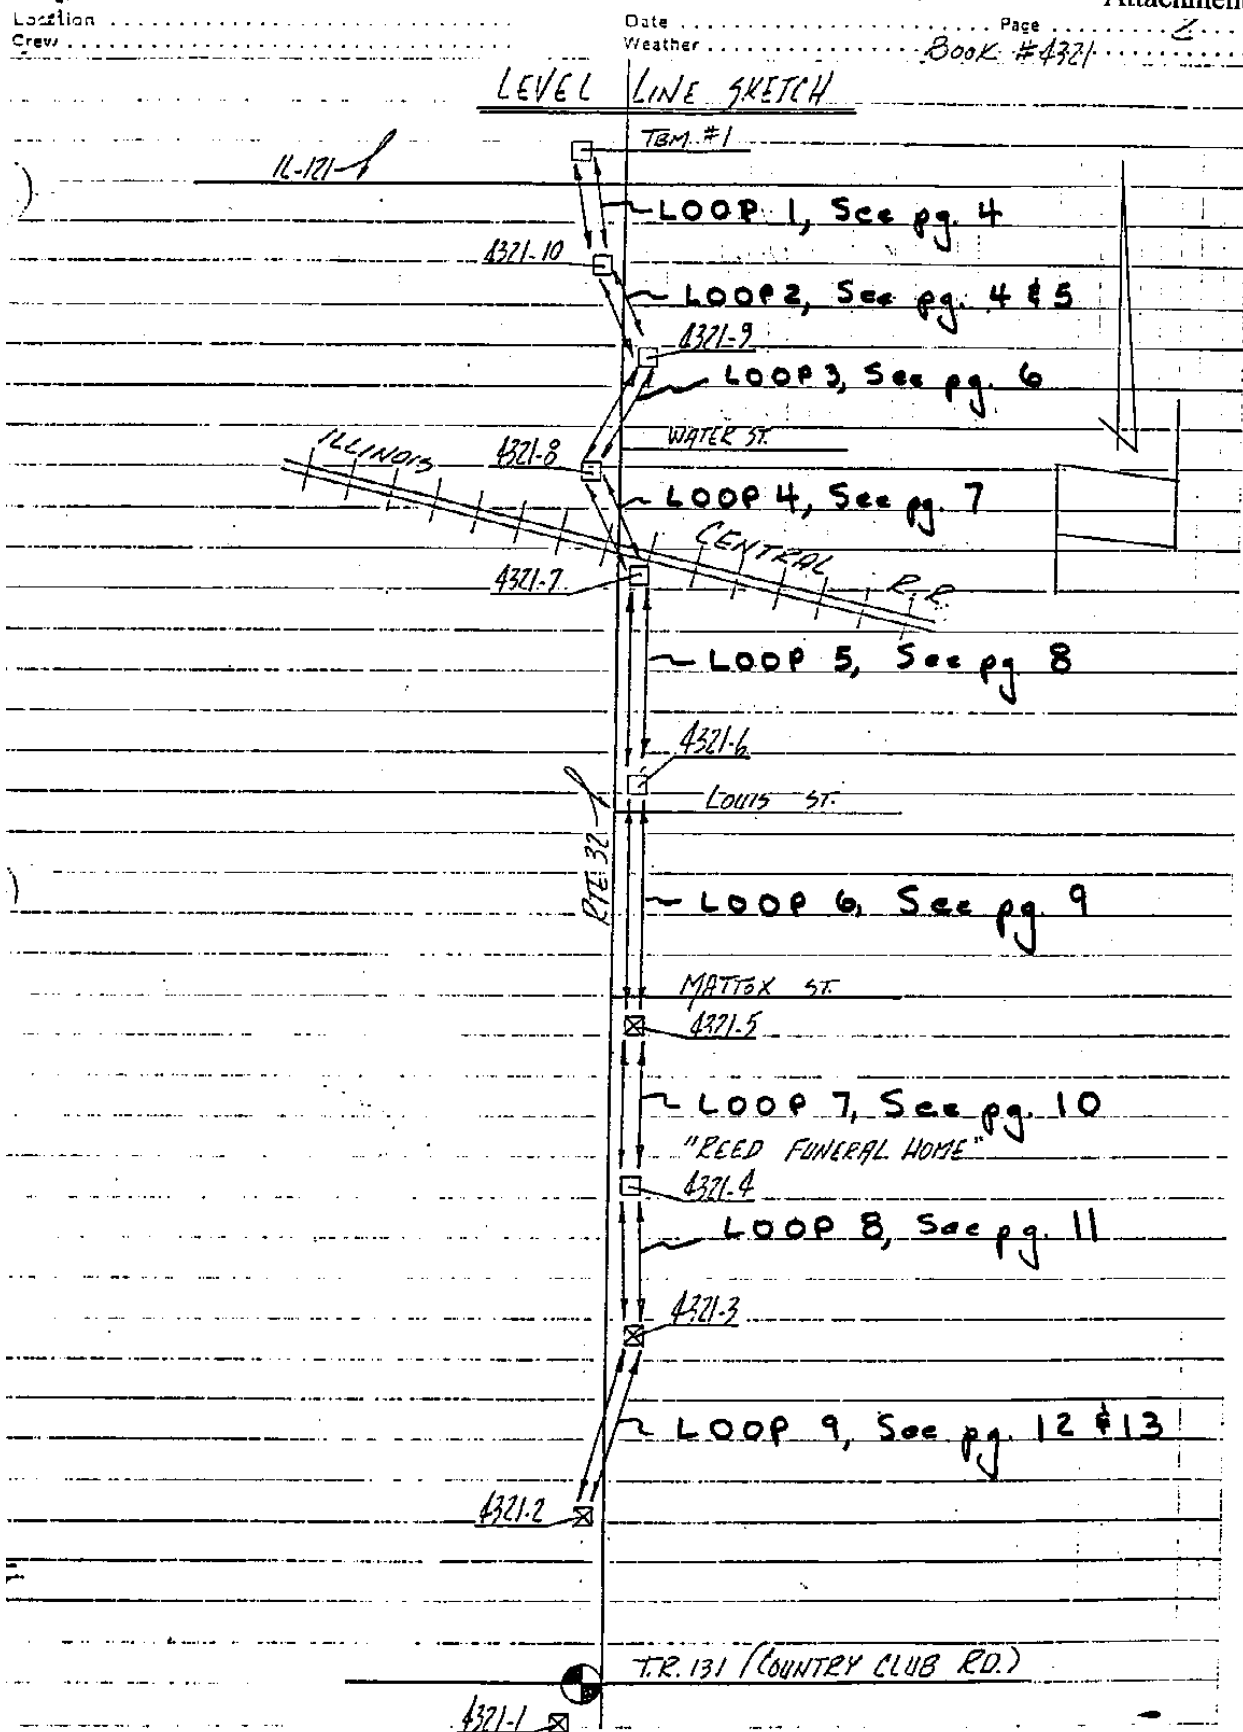 Attachment
Location
Date Page 2
Crew
Weather BOOK #4321
LEVEL LINE SKETCH
TBM #1
IL-121
LOOP 1, See pg. 4
4321-10
LOOP 2, See pg. 4 & 5
4321-9
LOOP 3, See pg. 6
WATER ST.
ILLINOIS
4321-8
LOOP 4, See pg. 7
CENTRAL
4321-7
R.R.
LOOP 5, See pg 8
4321-6
LOUIS ST.
RTE 32
LOOP 6, See pg. 9
MATTOX ST.
4321-5
LOOP 7, See pg. 10
"REED FUNERAL HOME"
4321-4
LOOP 8, See pg. 11
4321-3
LOOP 9, See pg. 12 & 13
4321-2
T.R. 131 (COUNTRY CLUB RD.)
4321-1